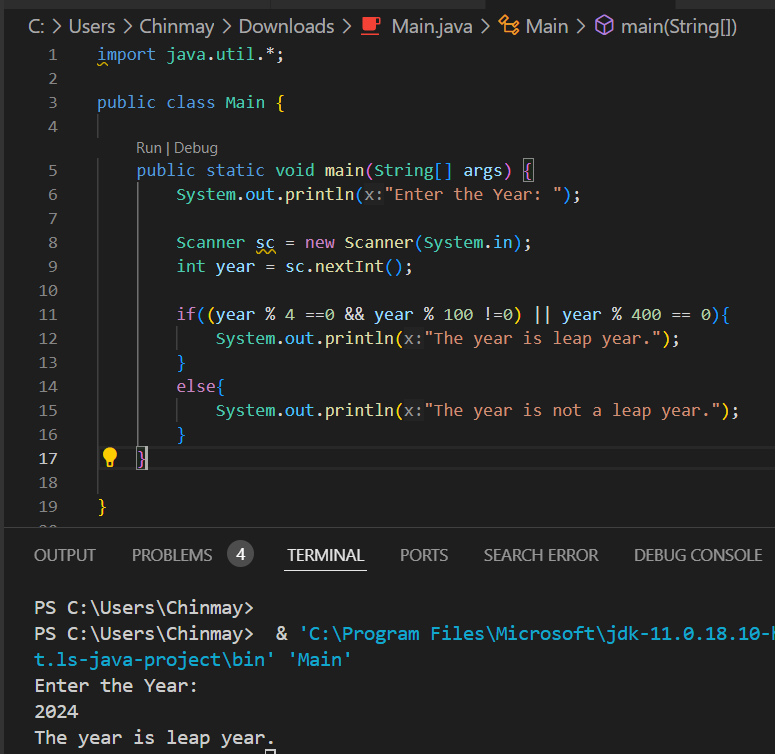 C: > Users > Chinmay > Downloads > Main.java > Main > main(String[])
1 import java.util.*;
2
3 public class Main {
4
Run | Debug
5 public static void main(String[] args) {
6 System.out.println(x:"Enter the Year: ");
7
8 Scanner sc = new Scanner(System.in);
9 int year = sc.nextInt();
10
11 if((year % 4 ==0 && year % 100 !=0) || year % 400 == 0){
12 System.out.println(x:"The year is leap year.");
13 }
14 else{
15 System.out.println(x:"The year is not a leap year.");
16 }
17 }
18
19 }
OUTPUT PROBLEMS 4 TERMINAL PORTS SEARCH ERROR DEBUG CONSOLE
PS C:\Users\Chinmay>
PS C:\Users\Chinmay> & 'C:\Program Files\Microsoft\jdk-11.0.18.10-h
t.ls-java-project\bin' 'Main'
Enter the Year:
2024
The year is leap year.